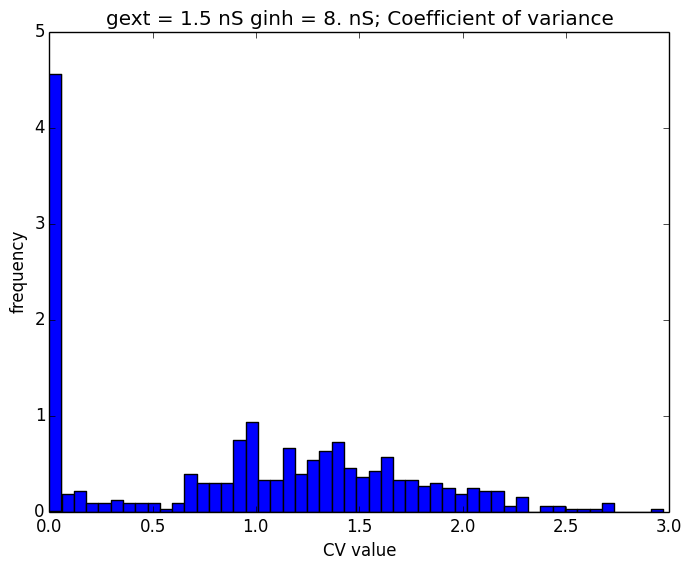 gext = 1.5 nS ginh = 8. nS; Coefficient of variance
5
4
3
2
1
0
frequency
0.0 0.5 1.0 1.5 2.0 2.5 3.0
CV value